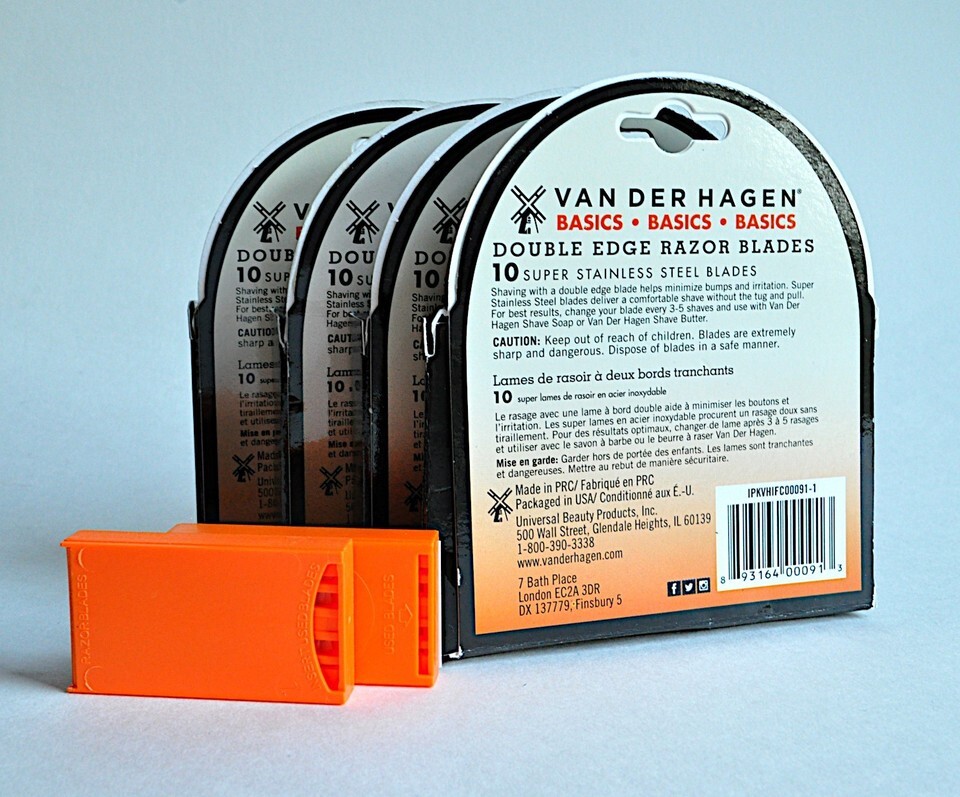 VAN DER HAGEN®
BASICS • BASICS • BASICS
DOUBLE EDGE RAZOR BLADES
10 SUPER STAINLESS STEEL BLADES
Shaving with a double edge blade helps minimize bumps and irritation. Super
Stainless Steel blades deliver a comfortable shave without the tug and pull.
For best results, change your blade every 3-5 shaves and use with Van Der
Hagen Shave Soap or Van Der Hagen Shave Butter.
CAUTION: Keep out of reach of children. Blades are extremely
sharp and dangerous. Dispose of blades in a safe manner.
Lames de rasoir à deux bords tranchants
10 super lames de rasoir en acier inoxydable
Le rasage avec une lame à bord double aide à minimiser les boutons et
l'irritation. Les super lames en acier inoxydable procurent un rasage doux sans
tiraillement. Pour des résultats optimaux, changer de lame après 3 à 5 rasages
et utiliser avec le savon à barbe ou le beurre à raser Van Der Hagen.
Mise en garde: Garder hors de portée des enfants. Les lames sont tranchantes
et dangereuses. Mettre au rebut de manière sécuritaire.
Made in PRC/ Fabriqué en PRC
Packaged in USA/ Conditionné aux É.-U.
Universal Beauty Products, Inc.
500 Wall Street, Glendale Heights, IL 60139
1-800-390-3338
www.vanderhagen.com
7 Bath Place
London EC2A 3DR
DX 137779, Finsbury 5
IPKVHIFC00091-1
8 93164 00091 3
RAZOR BLADES
USED BLADES
USED BLADES